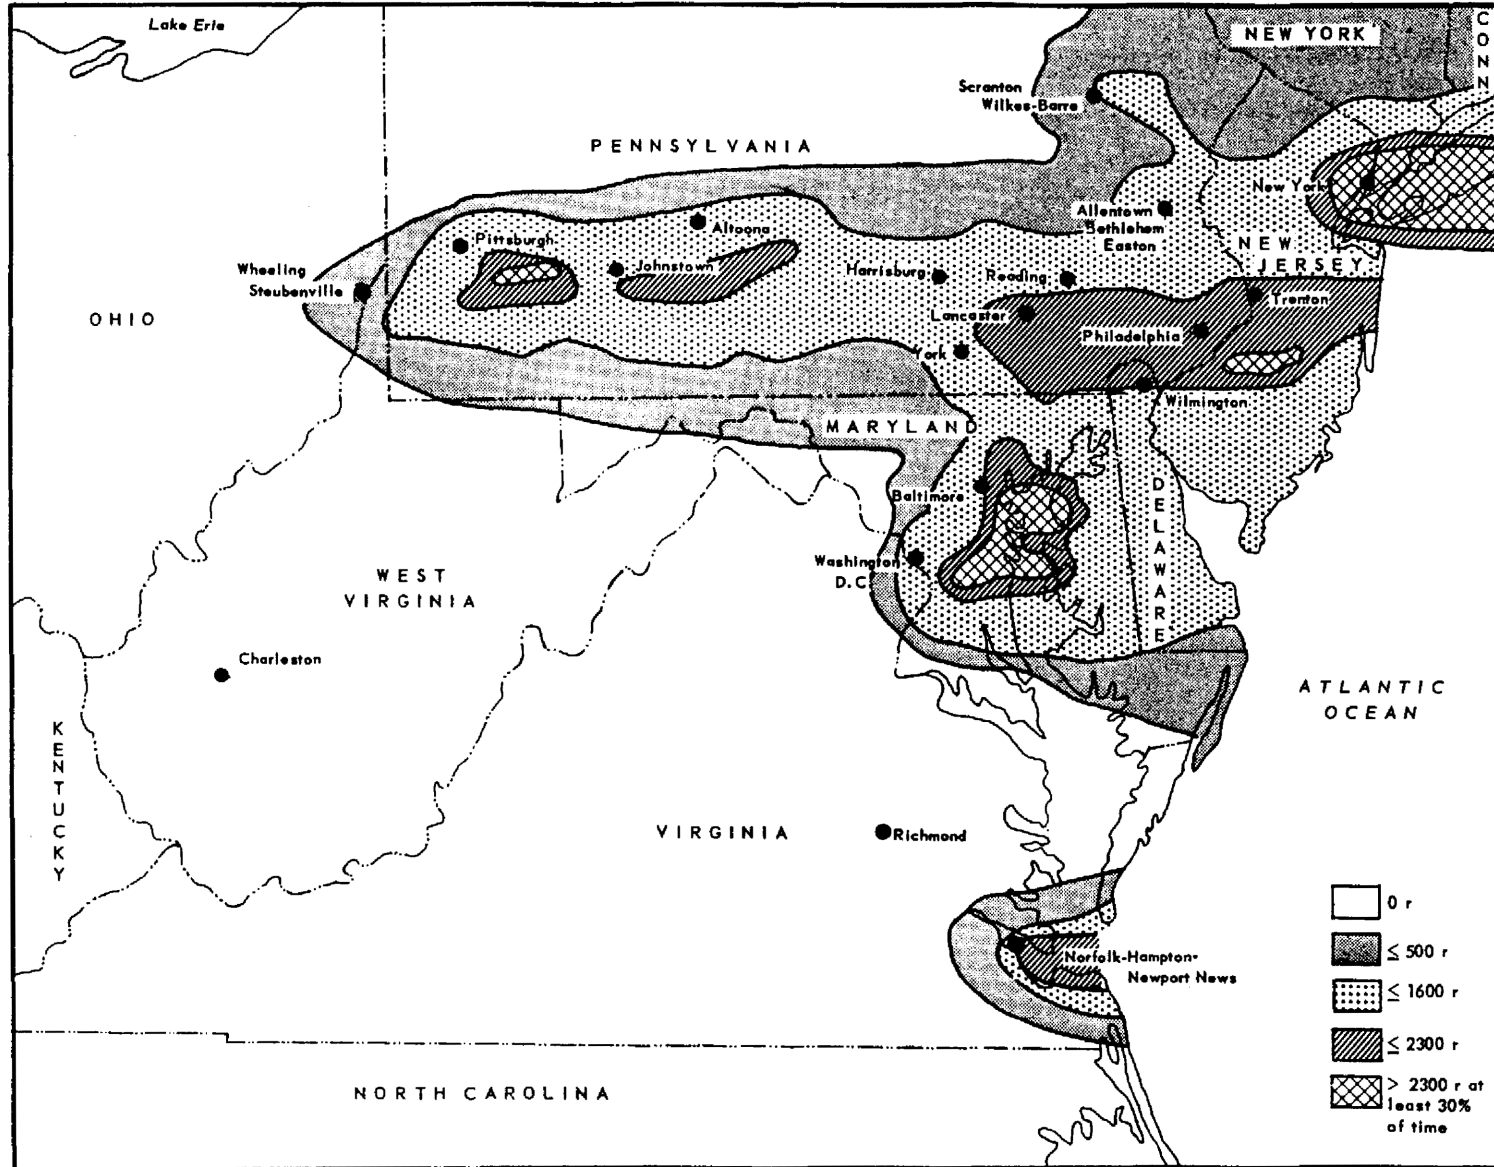 Lake Erie
NEW YORK
CONN
Scranton
Wilkes-Barre
PENNSYLVANIA
New York
Allentown
Bethlehem
Easton
Altoona
Pittsburgh
NEW
JERSEY
Wheeling
Steubenville
Johnstown
Harrisburg
Reading
Trenton
OHIO
Lancaster
Philadelphia
York
Wilmington
MARYLAND
DELAWARE
Baltimore
Washington
D.C
WEST
VIRGINIA
Charleston
ATLANTIC
OCEAN
KENTUCKY
VIRGINIA
Richmond
Norfolk-Hampton-
Newport News
NORTH CAROLINA
0 r
≤ 500 r
≤ 1600 r
≤ 2300 r
> 2300 r at
least 30%
of time